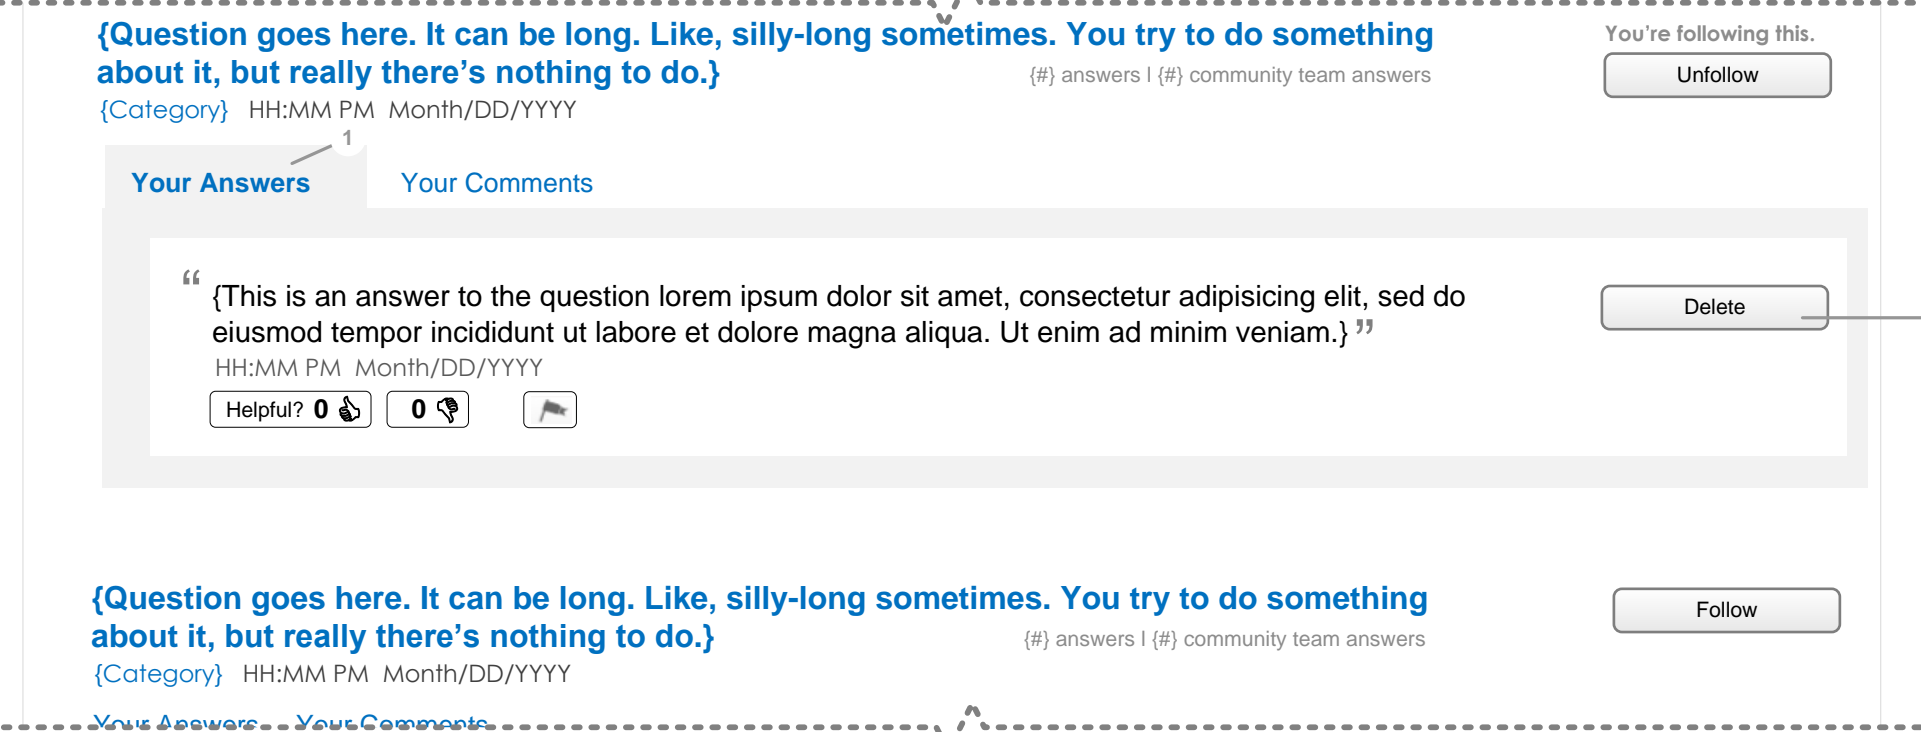 {Question goes here. It can be long. Like, silly-long sometimes. You try to do something
about it, but really there’s nothing to do.}
{#} answers I {#} community team answers
You’re following this.
Unfollow
{Category} HH:MM PM Month/DD/YYYY
1
Your Answers Your Comments
“ {This is an answer to the question lorem ipsum dolor sit amet, consectetur adipisicing elit, sed do
eiusmod tempor incididunt ut labore et dolore magna aliqua. Ut enim ad minim veniam.} ”
Delete
HH:MM PM Month/DD/YYYY
Helpful? 0 0
{Question goes here. It can be long. Like, silly-long sometimes. You try to do something
about it, but really there’s nothing to do.}
{#} answers I {#} community team answers
Follow
{Category} HH:MM PM Month/DD/YYYY
Your Answers Your Comments